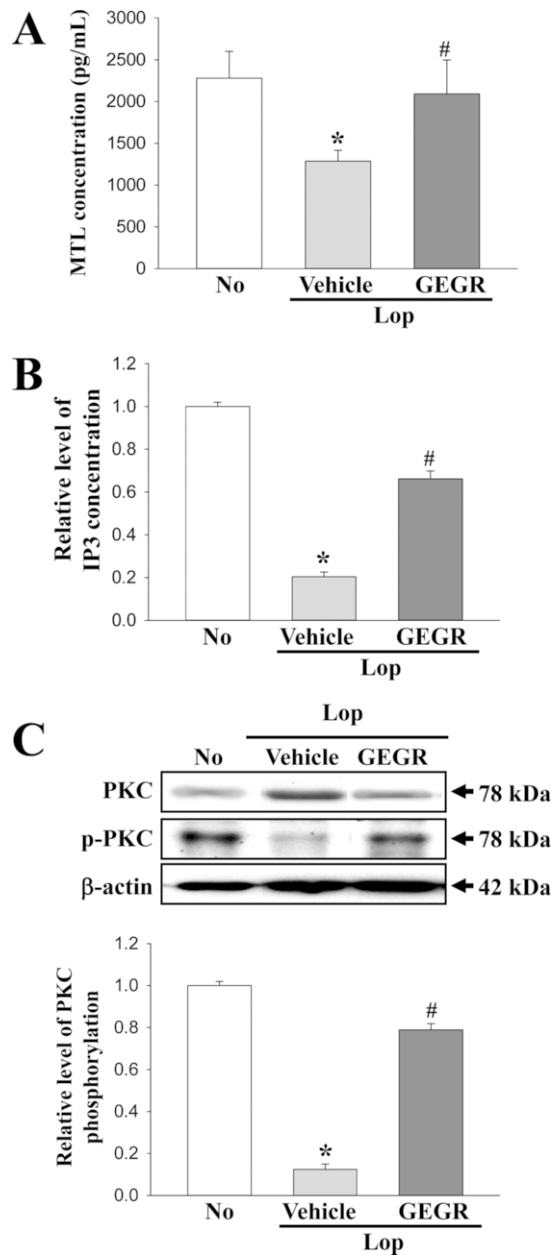 A
MTL concentration (pg/mL)
3000
2500
2000
1500
1000
500
0
*
#
No Vehicle GEGR
Lop
B
Relative level of
IP3 concentration
1.2
1.0
0.8
0.6
0.4
0.2
0.0
*
#
No Vehicle GEGR
Lop
C
Lop
No Vehicle GEGR
PKC 78 kDa
p-PKC 78 kDa
β-actin 42 kDa
Relative level of PKC
phosphorylation
1.2
1.0
0.8
0.6
0.4
0.2
0.0
*
#
No Vehicle GEGR
Lop